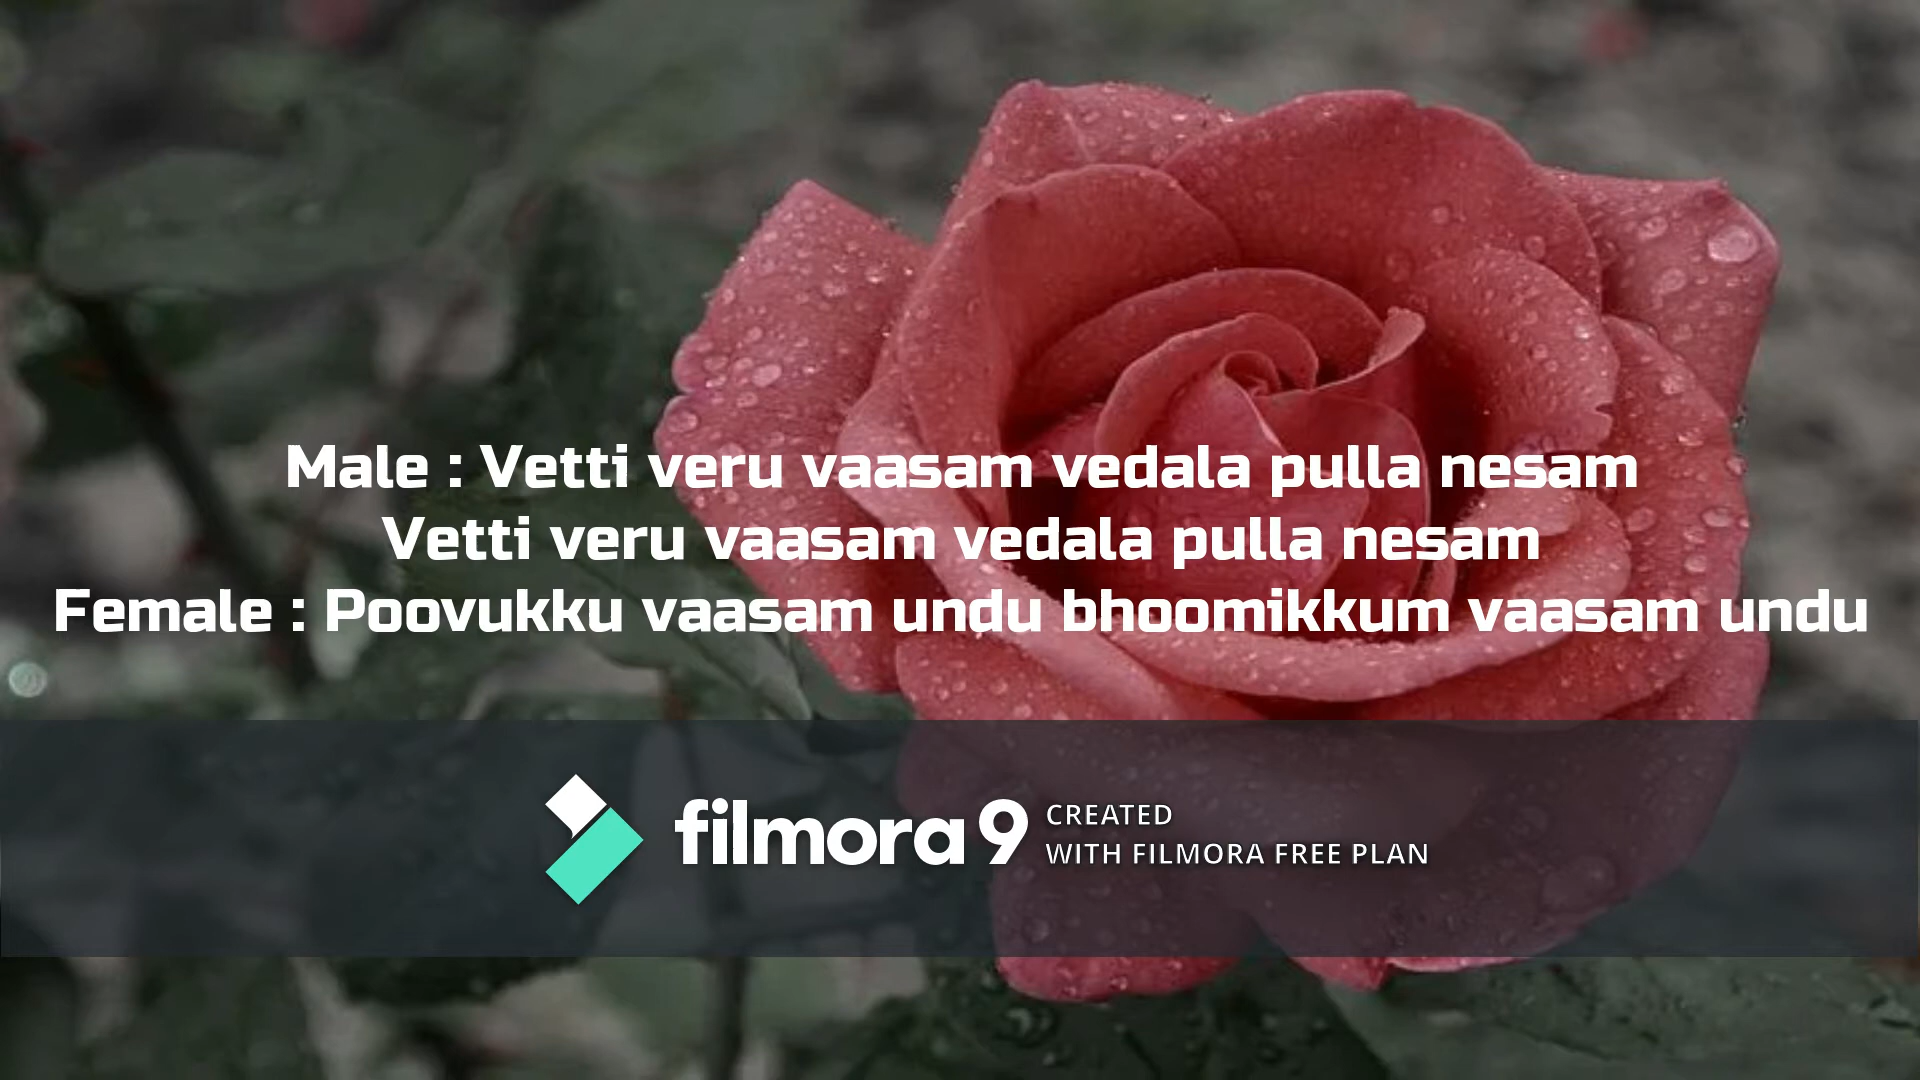 Male : Vetti veru vaasam vedala pulla nesam
Vetti veru vaasam vedala pulla nesam
Female : Poovukku vaasam undu bhoomikkum vaasam undu
filmora 9
CREATED
WITH FILMORA FREE PLAN